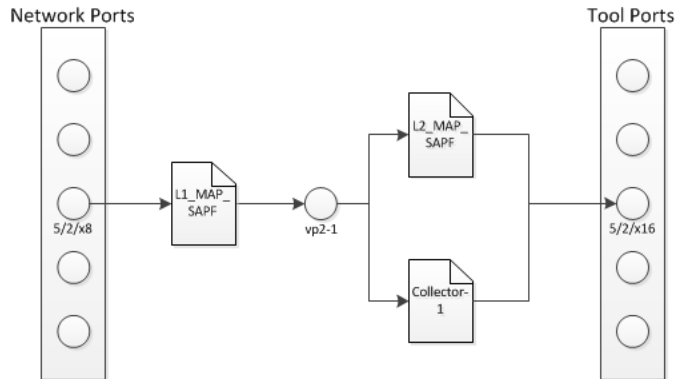 Network Ports
Tool Ports
L2_MAP_
SAPF
L1_MAP_
SAPF
5/2/x8
vp2-1
5/2/x16
Collector-
1